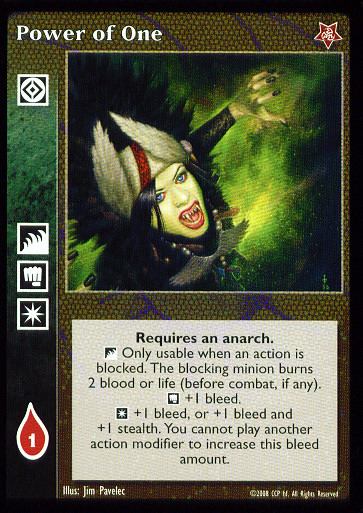 Power of One
Requires an anarch.
Only usable when an action is
blocked. The blocking minion burns
2 blood or life (before combat, if any).
+1 bleed.
+1 bleed, or +1 bleed and
+1 stealth. You cannot play another
action modifier to increase this bleed
amount.
1
Illus: Jim Pavelec ©2008 CCP hf. All Rights Reserved